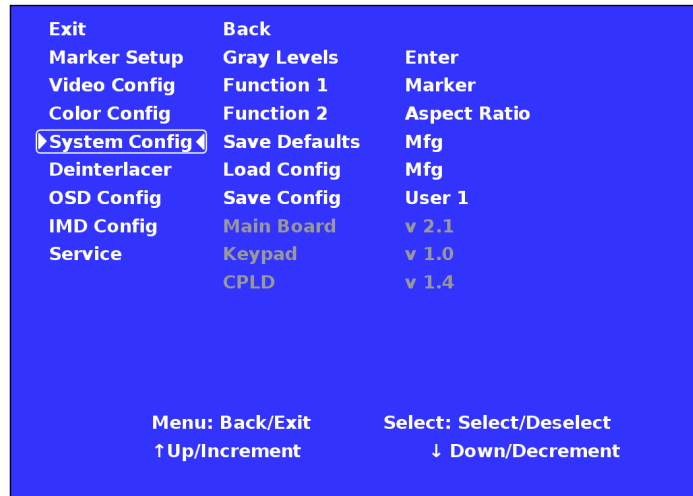 Exit Back
Marker Setup Gray Levels Enter
Video Config Function 1 Marker
Color Config Function 2 Aspect Ratio
System Config Save Defaults Mfg
Deinterlacer Load Config Mfg
OSD Config Save Config User 1
IMD Config Main Board v 2.1
Service Keypad v 1.0
CPLD v 1.4
Menu: Back/Exit Select: Select/Deselect
↑Up/Increment ↓ Down/Decrement